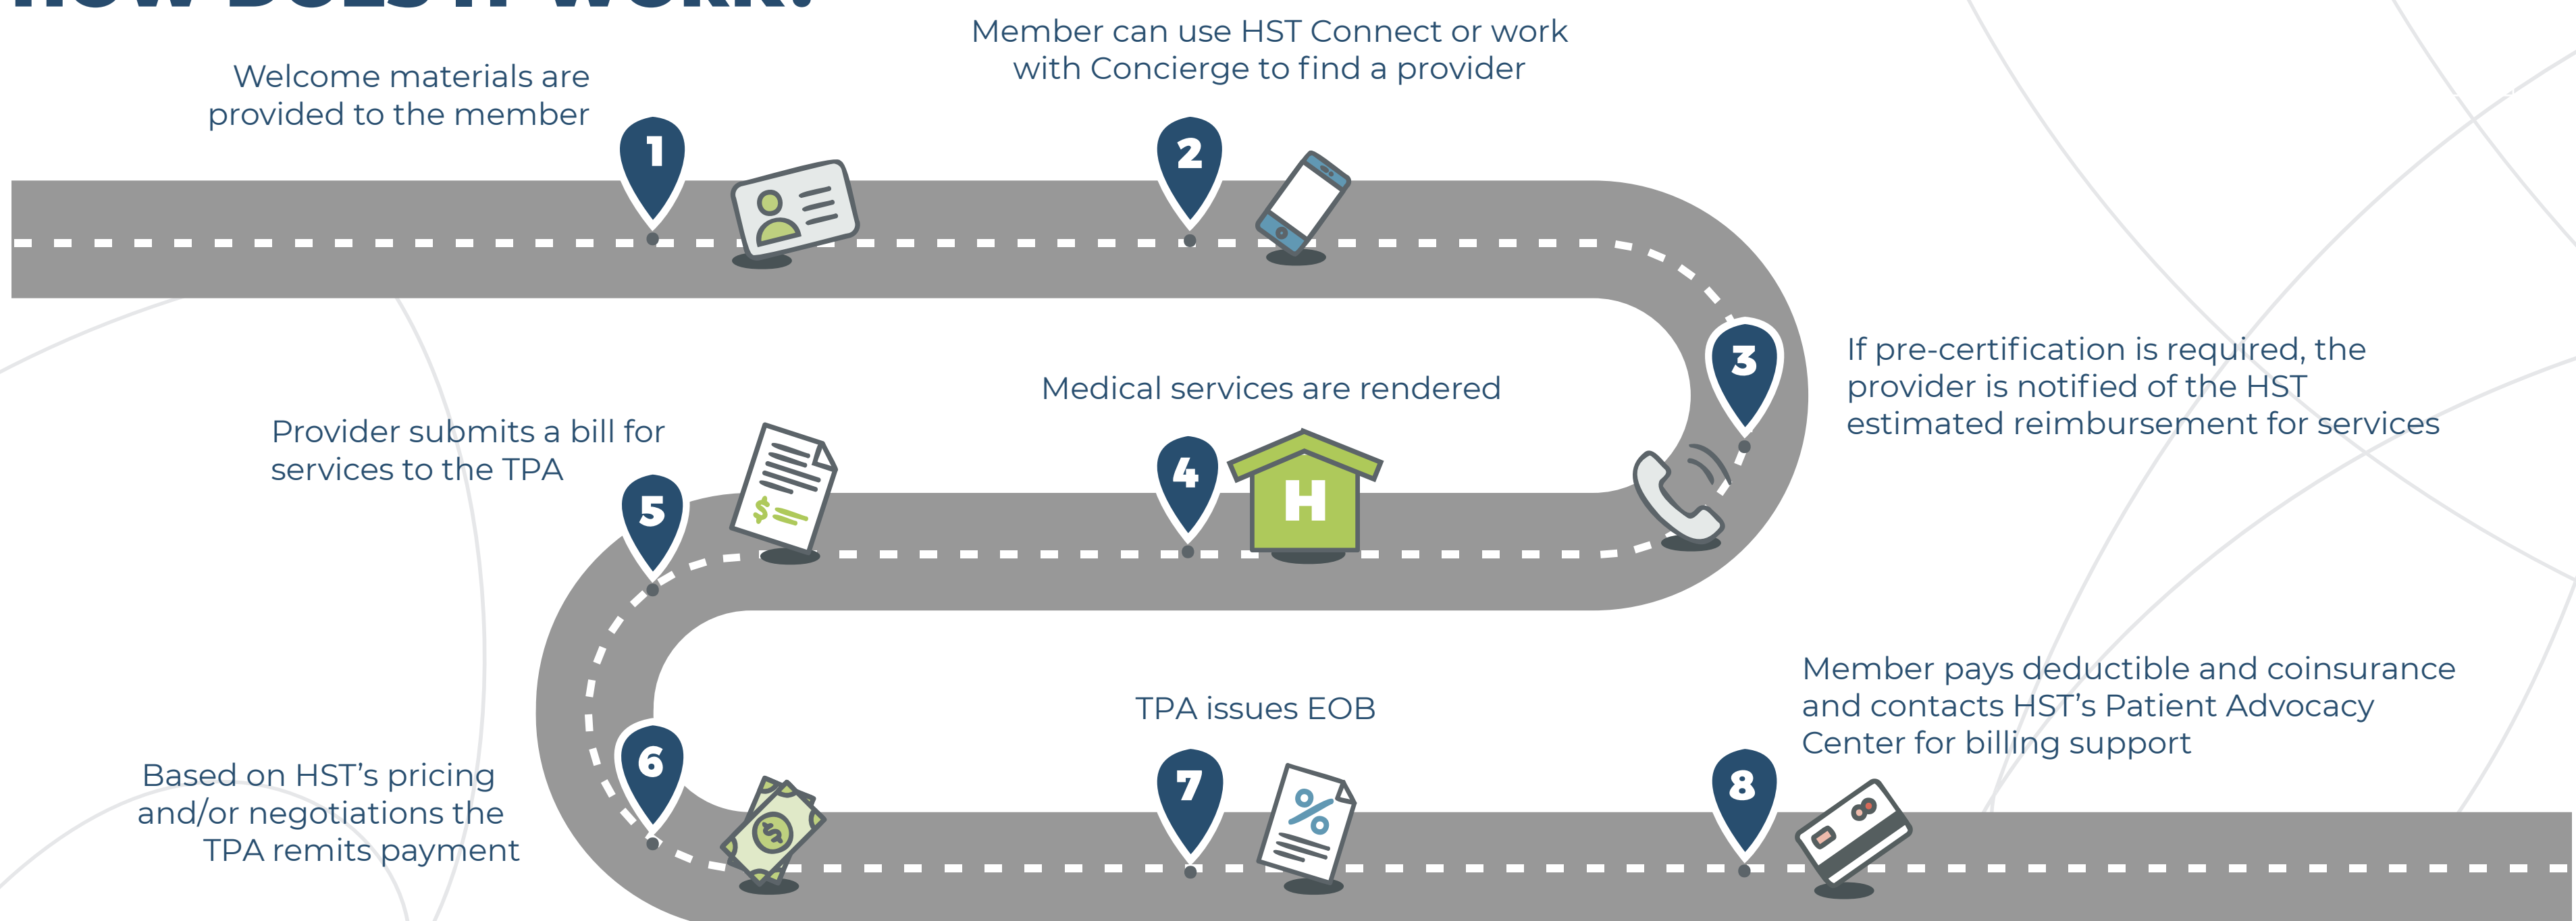 HOW DOES IT WORK?
Welcome materials are
provided to the member
1
Member can use HST Connect or work
with Concierge to find a provider
2
3
If pre-certification is required, the
provider is notified of the HST
estimated reimbursement for services
Medical services are rendered
4
H
Provider submits a bill for
services to the TPA
5
$
Based on HST's pricing
and/or negotiations the
TPA remits payment
6
$
TPA issues EOB
7
%
Member pays deductible and coinsurance
and contacts HST's Patient Advocacy
Center for billing support
8